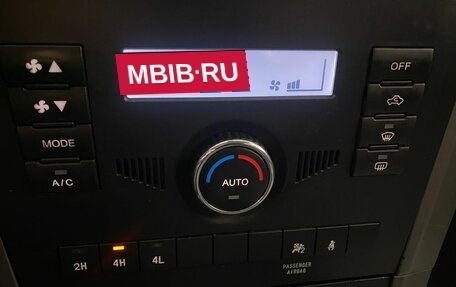 MBIB·RU
OFF
MODE
A/C
AUTO
2H
4H
4L
PASSENGER
AIRBAG